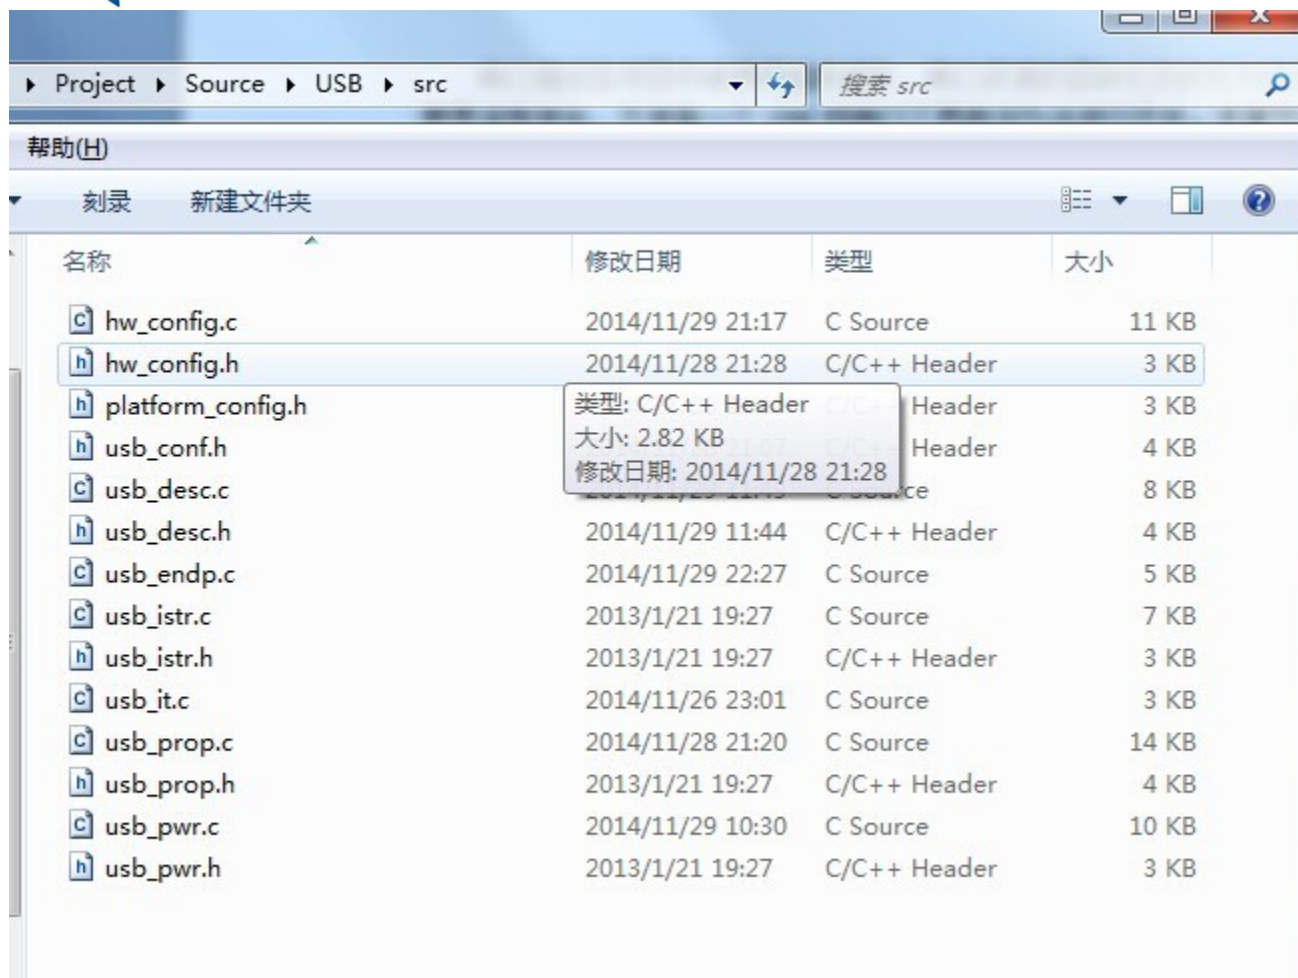 Project Source USB src
搜索 src
帮助(H)
刻录 新建文件夹
名称 修改日期 类型 大小
hw_config.c 2014/11/29 21:17 C Source 11 KB
hw_config.h 2014/11/28 21:28 C/C++ Header 3 KB
platform_config.h Header 3 KB
usb_conf.h Header 4 KB
usb_desc.c 8 KB
类型: C/C++ Header
大小: 2.82 KB
修改日期: 2014/11/28 21:28
usb_desc.h 2014/11/29 11:44 C/C++ Header 4 KB
usb_endp.c 2014/11/29 22:27 C Source 5 KB
usb_istr.c 2013/1/21 19:27 C Source 7 KB
usb_istr.h 2013/1/21 19:27 C/C++ Header 3 KB
usb_it.c 2014/11/26 23:01 C Source 3 KB
usb_prop.c 2014/11/28 21:20 C Source 14 KB
usb_prop.h 2013/1/21 19:27 C/C++ Header 4 KB
usb_pwr.c 2014/11/29 10:30 C Source 10 KB
usb_pwr.h 2013/1/21 19:27 C/C++ Header 3 KB